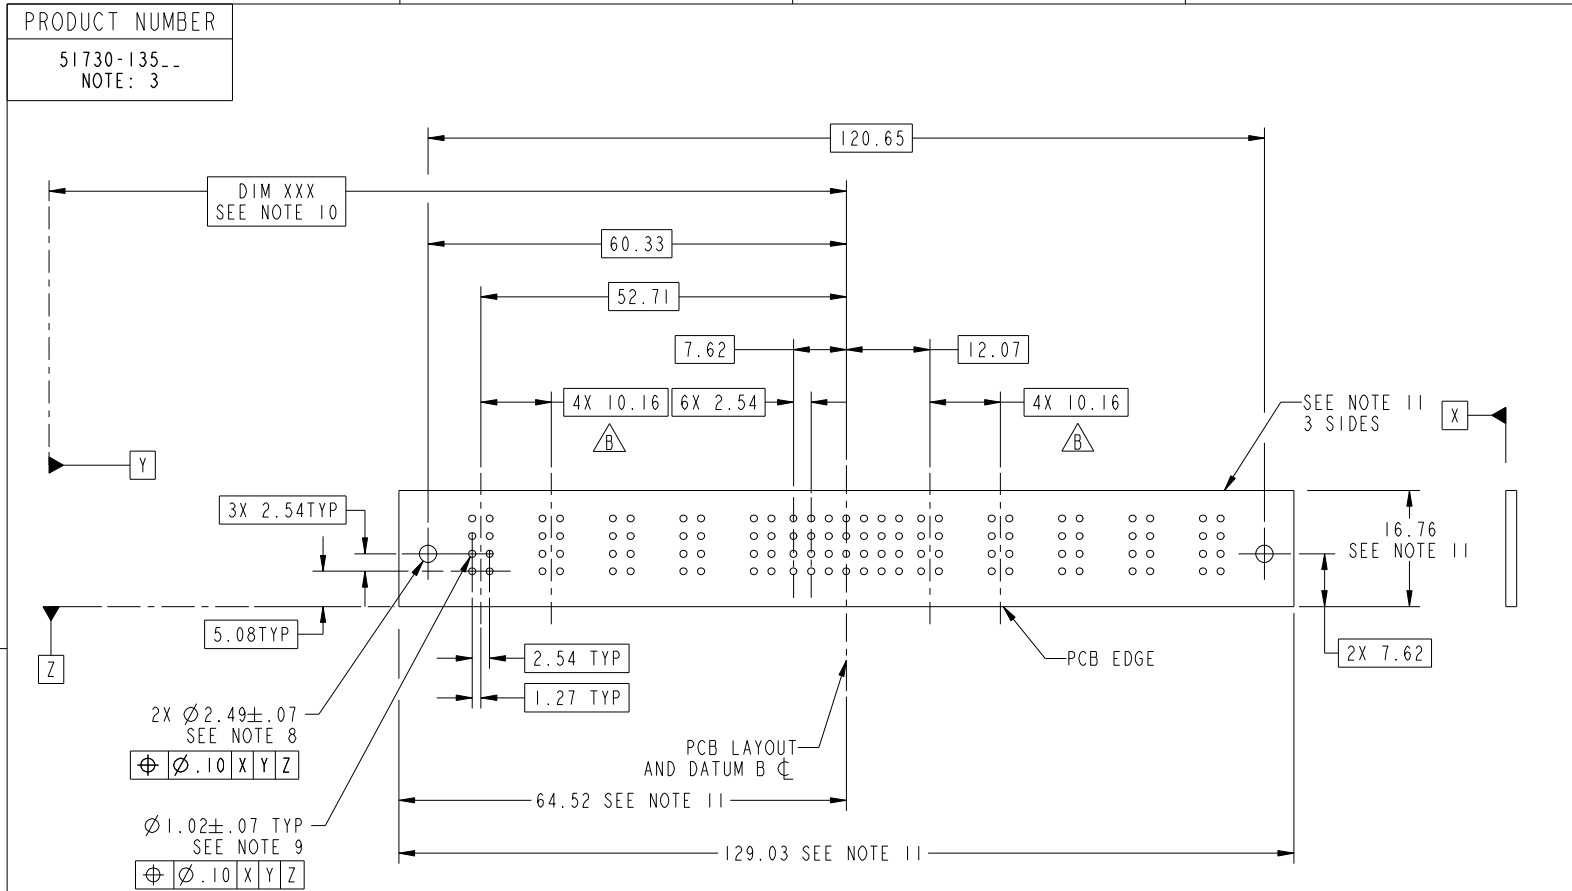 PRODUCT NUMBER
51730-135__
NOTE: 3
120.65
DIM XXX
SEE NOTE 10
60.33
52.71
7.62
12.07
4X 10.16
6X 2.54
4X 10.16
B
B
SEE NOTE 11
3 SIDES
X
Y
3X 2.54TYP
16.76
SEE NOTE 11
5.08TYP
Z
2.54 TYP
PCB EDGE
2X 7.62
1.27 TYP
2X Ø2.49±.07
SEE NOTE 8
⌖ Ø.10 X Y Z
PCB LAYOUT
AND DATUM B ℄
64.52 SEE NOTE 11
Ø1.02±.07 TYP
SEE NOTE 9
⌖ Ø.10 X Y Z
129.03 SEE NOTE 11